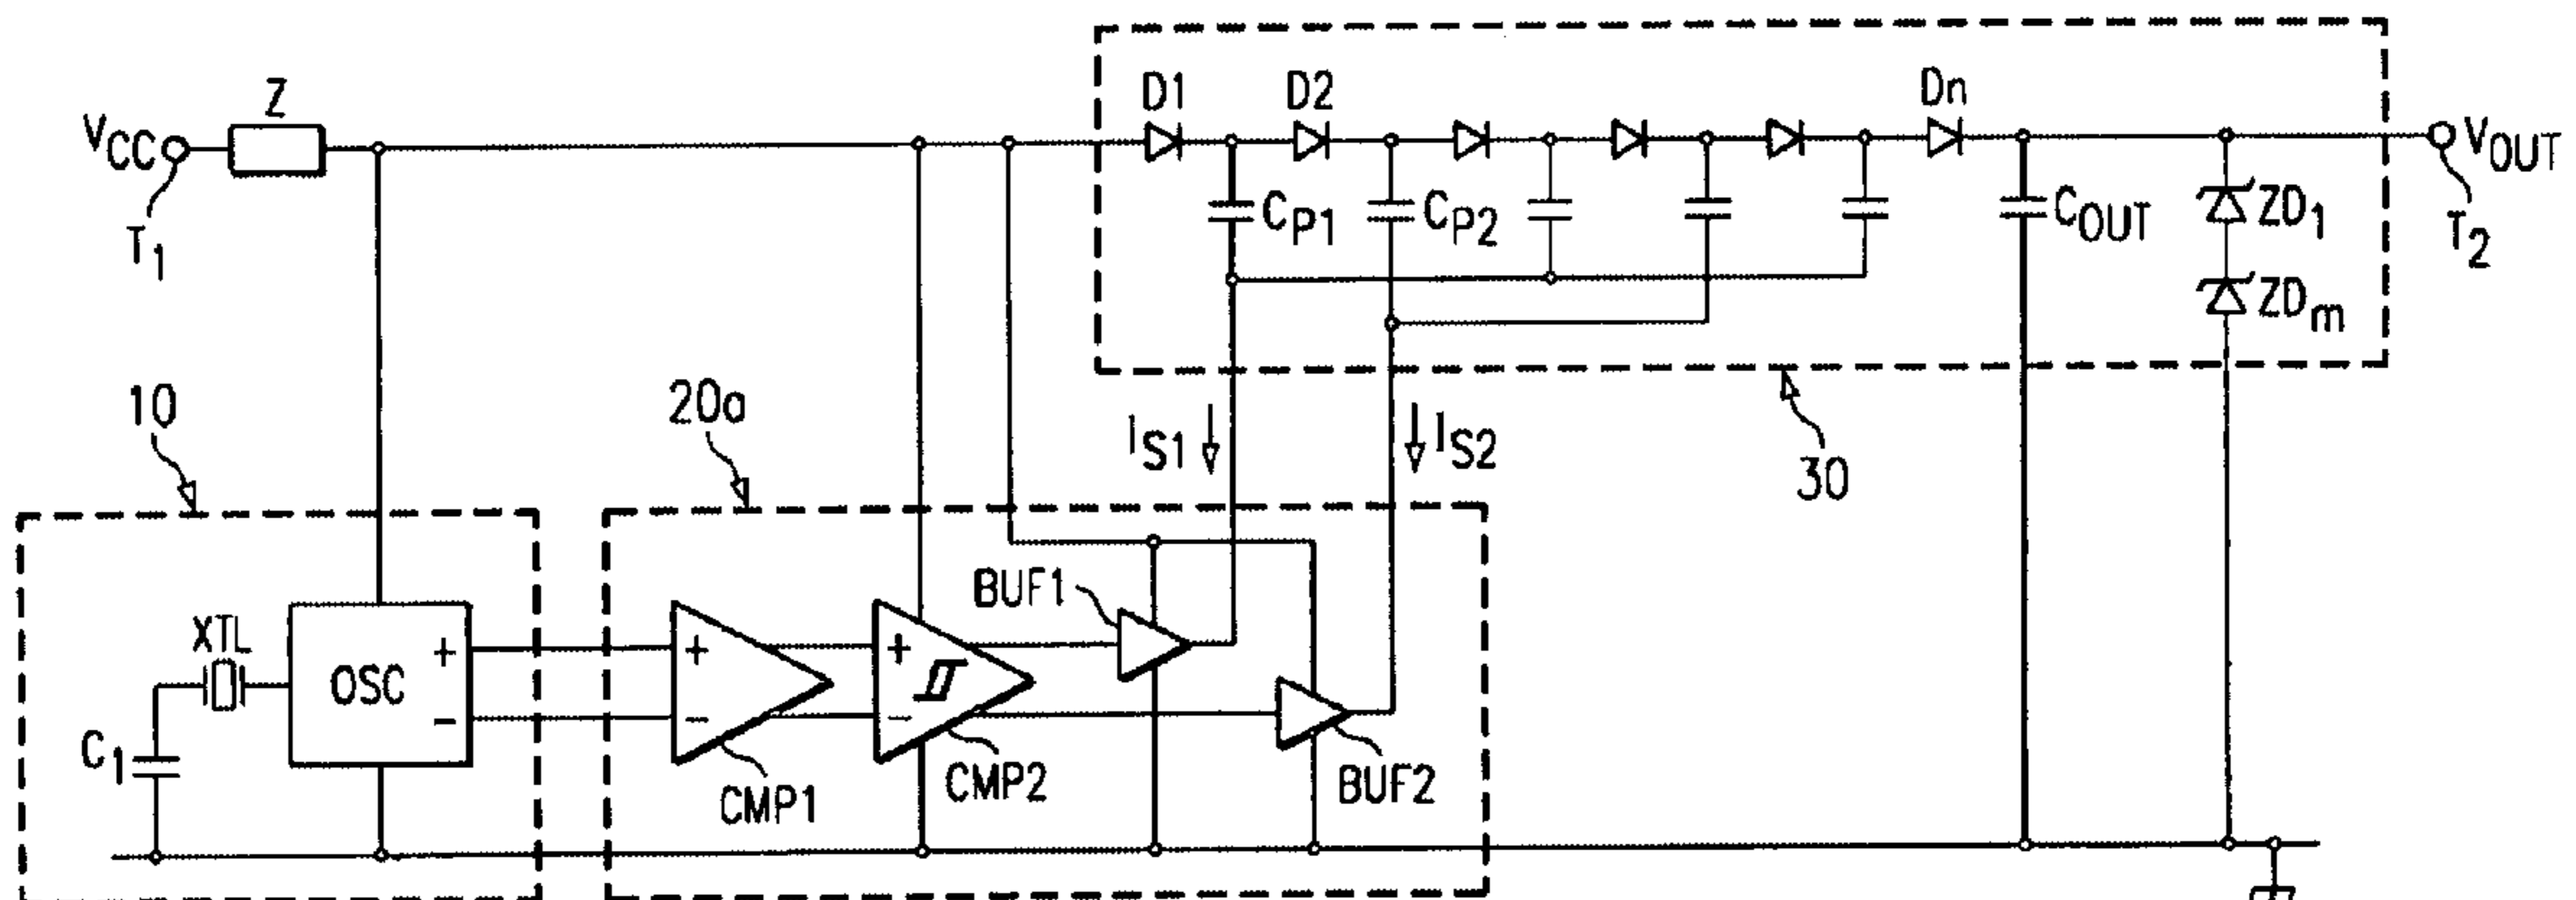 D1 D2 Dn
Z
VCC VOUT
T1 CP1 CP2 COUT ZD1 T2
ZDm
10 20a IS1 IS2 30
BUF1
XTL + + +
OSC
- - -
C1 CMP1 CMP2 BUF2